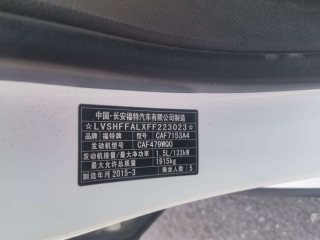 中国·长安福特汽车有限公司制造
☆LVSHFFALXFF223023☆
品牌 福特牌 车辆型号 CAF7153A4
发动机型号 CAF479WQ0
发动机排量/最大净功率 1.5L/133kW
最大允许总质量 1915kg
制造年月 2015-3 乘坐人数 5